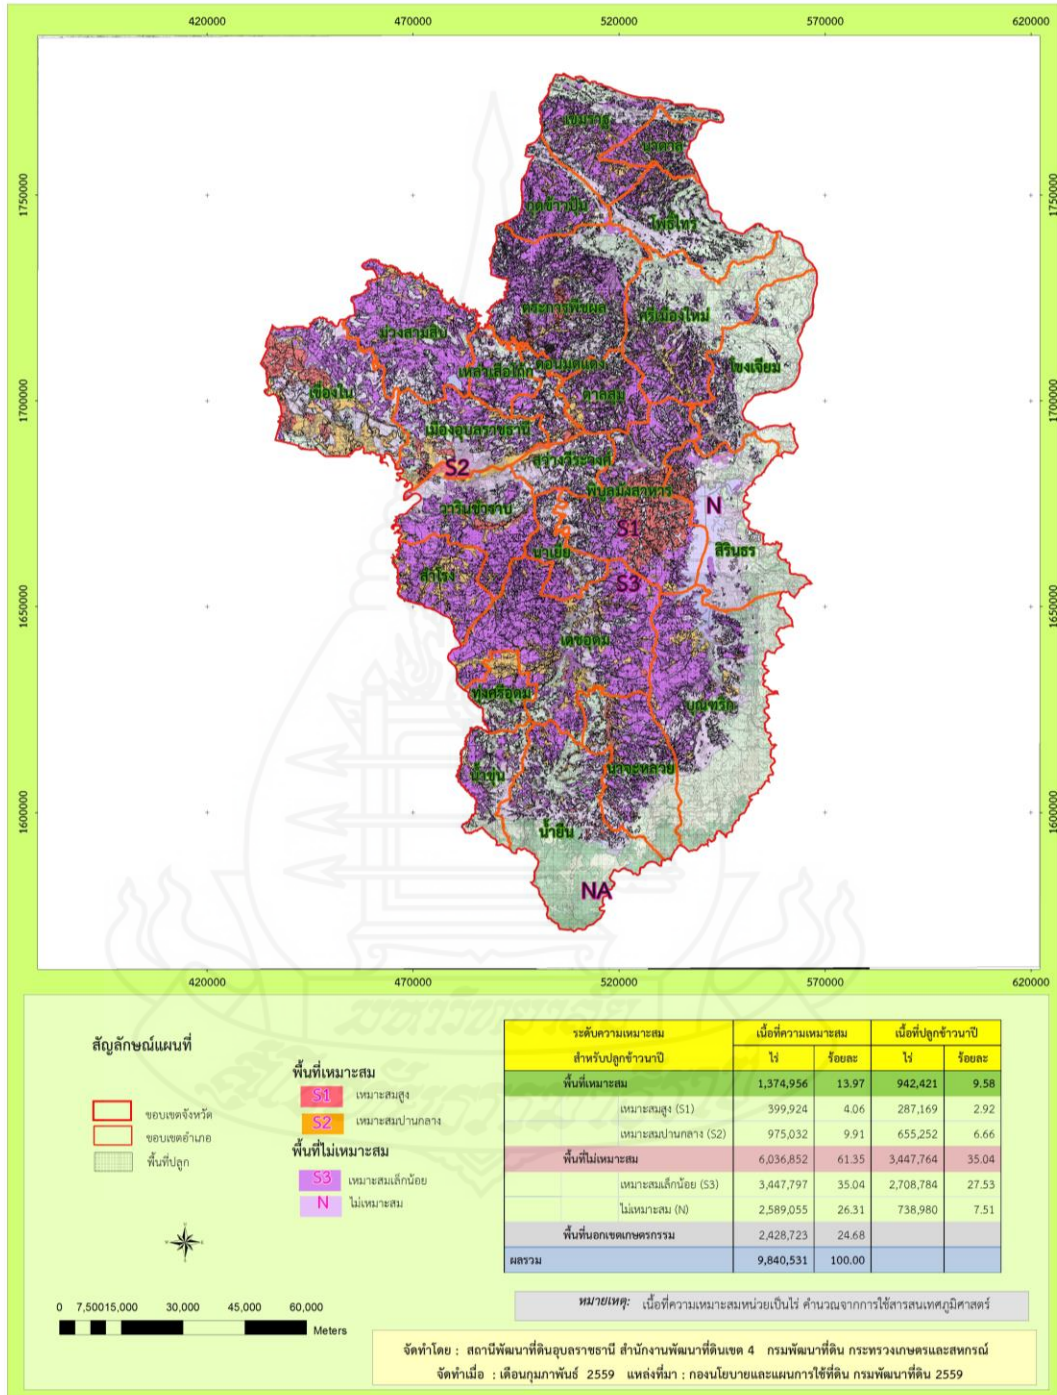 420000 470000 520000 570000 620000
1750000 1750000
1700000 1700000
1650000 1650000
1600000 1600000
เขมราฐ
นาตาล
กุดข้าวปุ้น
โพธิ์ไทร
ตระการพืชผล
ศรีเมืองใหม่
ม่วงสามสิบ
เหล่าเสือโก้ก
ดอนมดแดง
โขงเจียม
เขื่องใน
ตาลสุม
เมืองอุบลราชธานี
สว่างวีระวงศ์
S2
พิบูลมังสาหาร
N
วารินชำราบ
S1
นาเยีย
สิรินธร
สำโรง
S3
เดชอุดม
ทุ่งศรีอุดม
บุณฑริก
น้ำขุ่น
นาจะหลวย
น้ำยืน
NA
420000 470000 520000 570000 620000
สัญลักษณ์แผนที่
ขอบเขตจังหวัด
ขอบเขตอำเภอ
พื้นที่ปลูก
พื้นที่เหมาะสม
S1 เหมาะสมสูง
S2 เหมาะสมปานกลาง
พื้นที่ไม่เหมาะสม
S3 เหมาะสมเล็กน้อย
N ไม่เหมาะสม
0 7,500 15,000 30,000 45,000 60,000
Meters
ระดับความเหมาะสม เนื้อที่ความเหมาะสม เนื้อที่ปลูกข้าวนาปี
สำหรับปลูกข้าวนาปี ไร่ ร้อยละ ไร่ ร้อยละ
พื้นที่เหมาะสม 1,374,956 13.97 942,421 9.58
เหมาะสมสูง (S1) 399,924 4.06 287,169 2.92
เหมาะสมปานกลาง (S2) 975,032 9.91 655,252 6.66
พื้นที่ไม่เหมาะสม 6,036,852 61.35 3,447,764 35.04
เหมาะสมเล็กน้อย (S3) 3,447,797 35.04 2,708,784 27.53
ไม่เหมาะสม (N) 2,589,055 26.31 738,980 7.51
พื้นที่นอกเขตเกษตรกรรม 2,428,723 24.68
ผลรวม 9,840,531 100.00
หมายเหตุ: เนื้อที่ความเหมาะสมหน่วยเป็นไร่ คำนวณจากการใช้สารสนเทศภูมิศาสตร์
จัดทำโดย : สถานีพัฒนาที่ดินอุบลราชธานี สำนักงานพัฒนาที่ดินเขต 4 กรมพัฒนาที่ดิน กระทรวงเกษตรและสหกรณ์
จัดทำเมื่อ : เดือนกุมภาพันธ์ 2559 แหล่งที่มา : กองนโยบายและแผนการใช้ที่ดิน กรมพัฒนาที่ดิน 2559